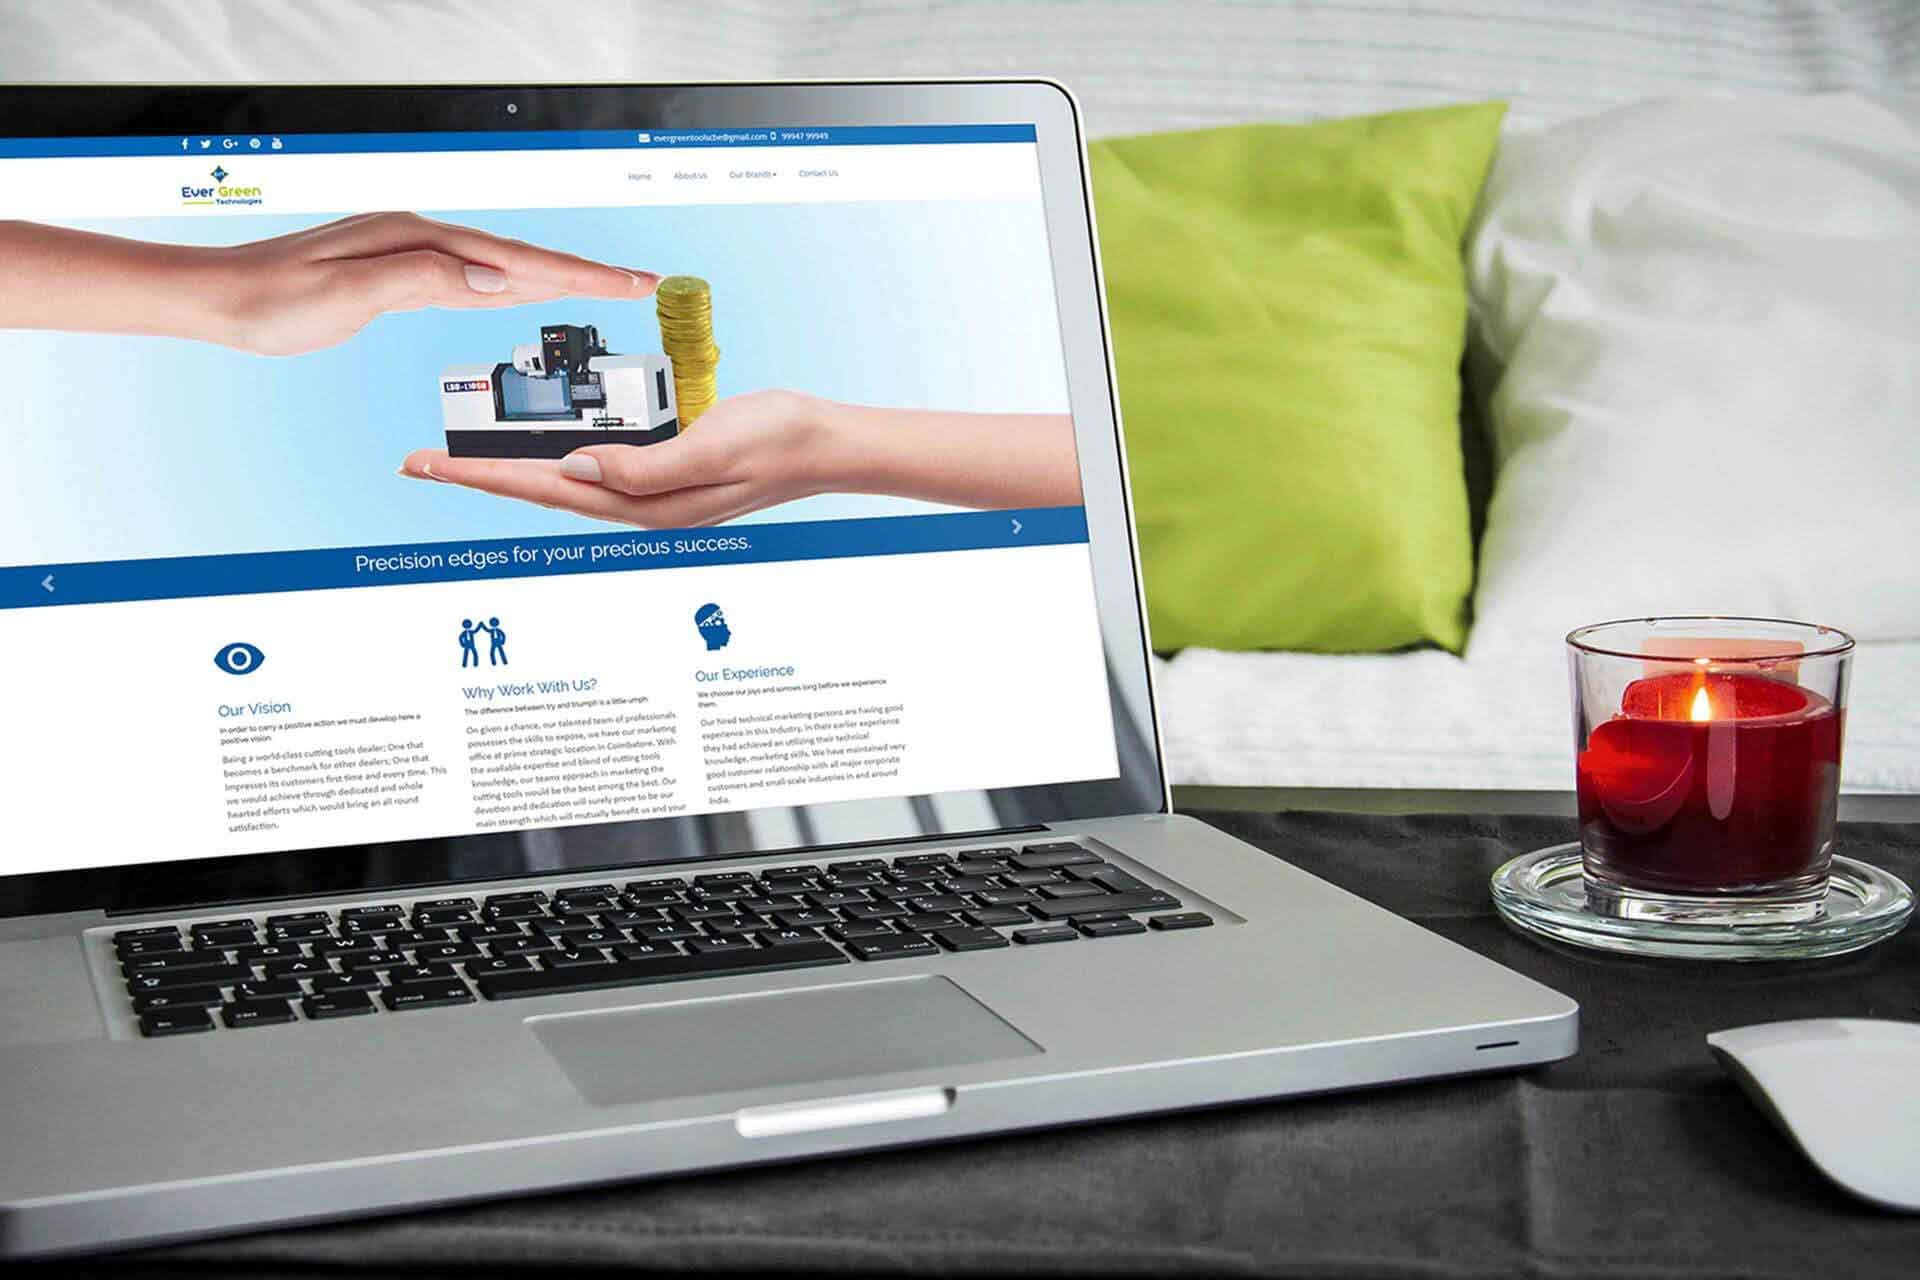 evergreentoolscbe@gmail.com 99947 99949
Ever Green
Technologies
Home About us Our Brands Contact Us
Precision edges for your precious success.
Our Vision
In order to carry a positive action we must develop here a
positive vision.
Being a world-class cutting tools dealer; One that
becomes a benchmark for other dealers; One that
impresses its customers first time and every time. This
we would achieve through dedicated and whole
hearted efforts which would bring an all round
satisfaction.
Why Work With Us?
The difference between try and triumph is a little umph.
On given a chance, our talented team of professionals
possesses the skills to expose, we have our marketing
office at prime strategic location in Coimbatore. With
the available expertise and blend of cutting tools
knowledge, our teams approach in marketing the
cutting tools would be the best among the best. Our
devotion and dedication will surely prove to be our
main strength which will mutually benefit us and your
Our Experience
We choose our joys and sorrows long before we experience
them.
Our hired technical marketing persons are having good
experience in this Industry. In their earlier experience
they had achieved an utilizing their technical
knowledge, marketing skills. We have maintained very
good customer relationship with all major corporate
customers and small-scale industries in and around
India.